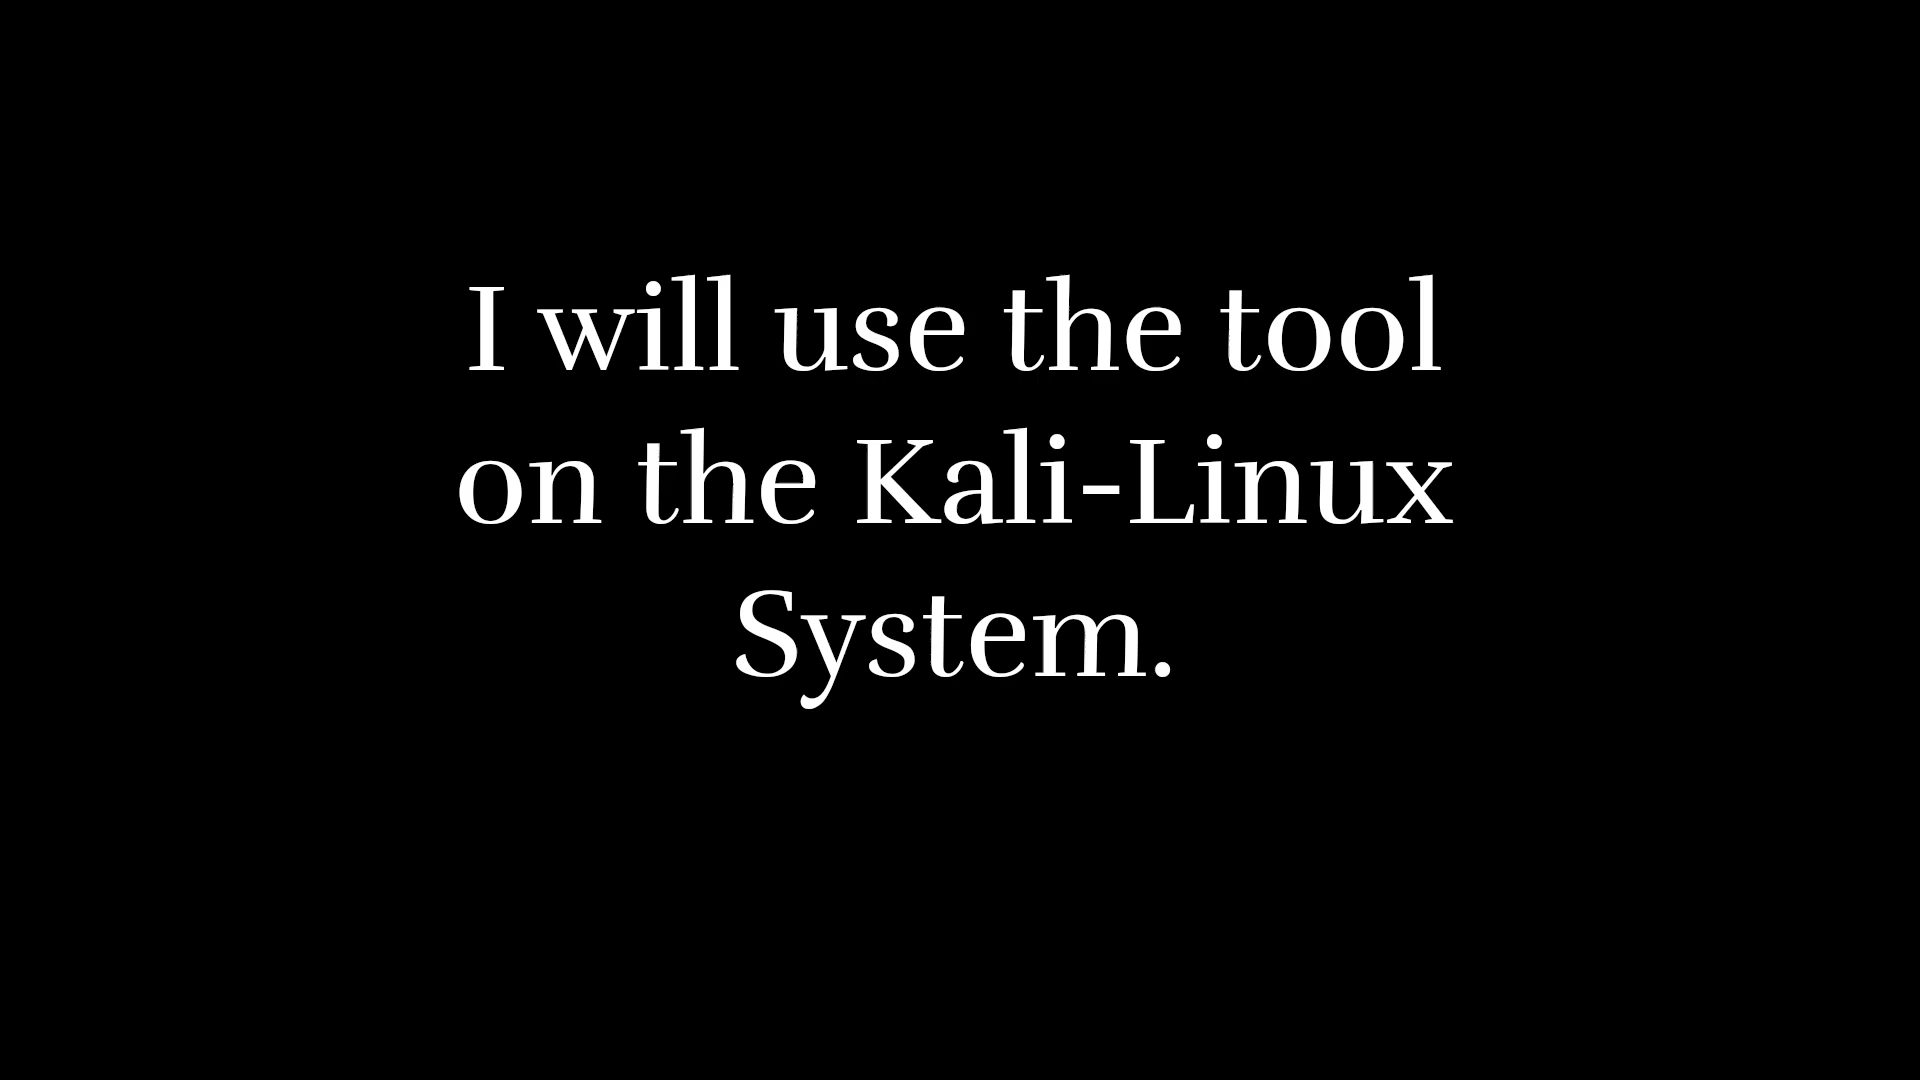 I will use the tool
on the Kali-Linux
System.